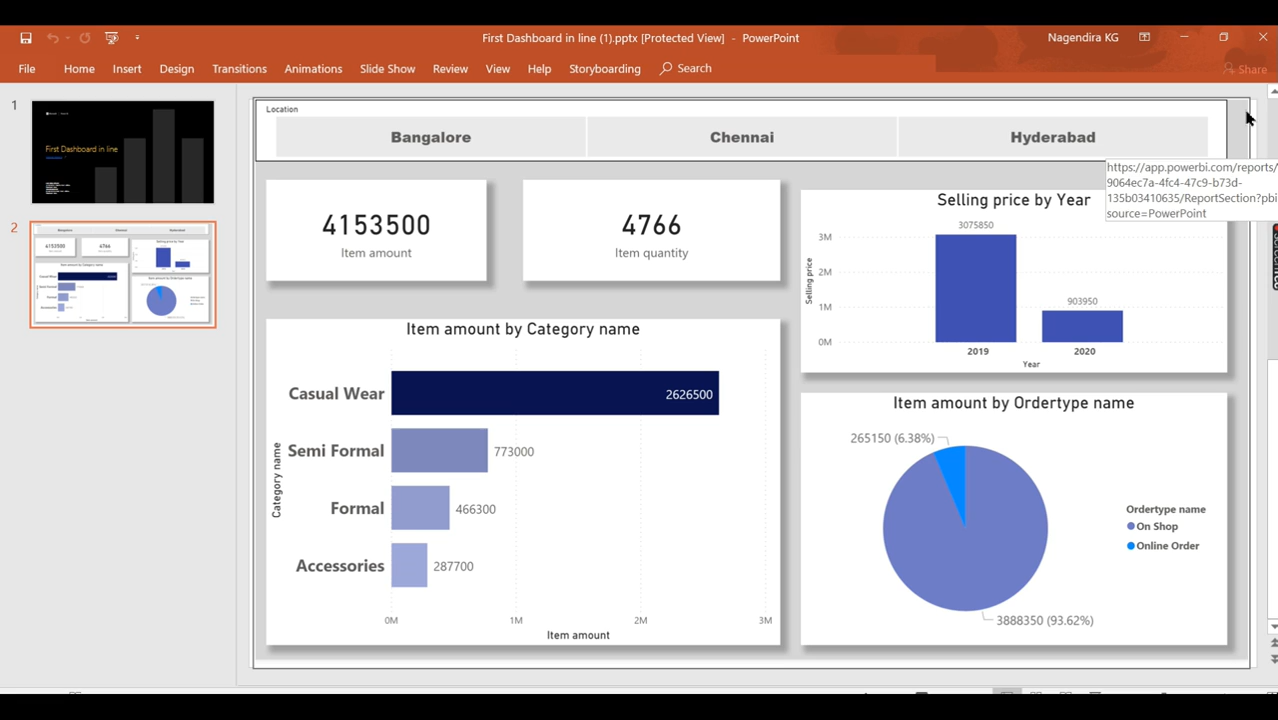 First Dashboard in line (1).pptx [Protected View] - PowerPoint
Nagendira KG
File Home Insert Design Transitions Animations Slide Show Review View Help Storyboarding Search Share
1
First Dashboard in line
2
Location
Bangalore Chennai Hyderabad
https://app.powerbi.com/reports/
9064ec7a-4fc4-47c9-b73d-
135b03410635/ReportSection?pbi
source=PowerPoint
4153500
Item amount
4766
Item quantity
Selling price by Year
Selling price
3M
2M
1M
0M
3075850
903950
2019 2020
Year
Item amount by Category name
Category name
Casual Wear 2626500
Semi Formal 773000
Formal 466300
Accessories 287700
0M 1M 2M 3M
Item amount
Item amount by Ordertype name
265150 (6.38%)
3888350 (93.62%)
Ordertype name
On Shop
Online Order